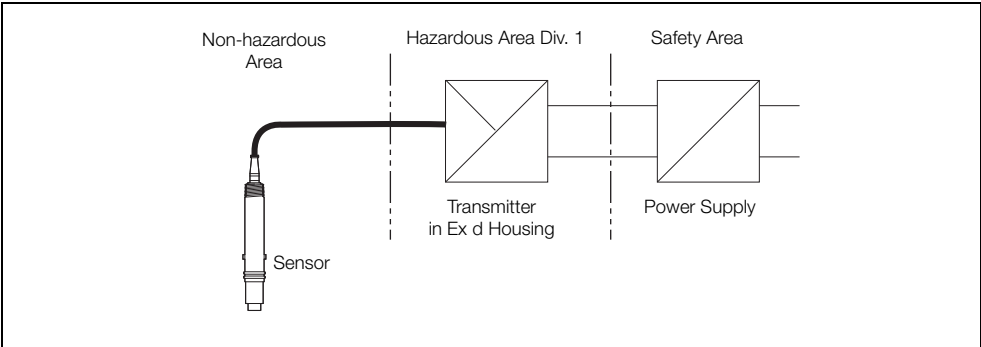 Non-hazardous
Area
Hazardous Area Div. 1
Safety Area
Transmitter
in Ex d Housing
Power Supply
Sensor